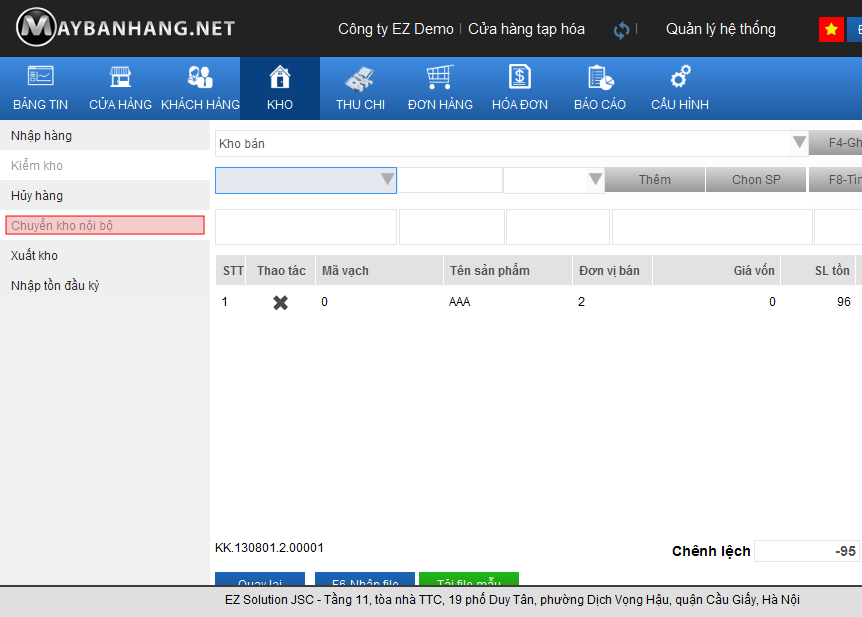 MAYBANHANG.NET
Công ty EZ Demo | Cửa hàng tạp hóa Quản lý hệ thống
BẢNG TIN CỬA HÀNG KHÁCH HÀNG KHO THU CHI ĐƠN HÀNG HÓA ĐƠN BÁO CÁO CẤU HÌNH
Nhập hàng
Kiểm kho
Hủy hàng
Chuyển kho nội bộ
Xuất kho
Nhập tồn đầu kỳ
Kho bán F4-Gh
Thêm Chọn SP F8-Tìn
STT Thao tác Mã vạch Tên sản phẩm Đơn vị bán Giá vốn SL tồn
1 0 AAA 2 0 96
KK.130801.2.00001
Chênh lệch -95
Quay lại F6-Nhập file Tải file mẫu
EZ Solution JSC - Tầng 11, tòa nhà TTC, 19 phố Duy Tân, phường Dịch Vọng Hậu, quận Cầu Giấy, Hà Nội